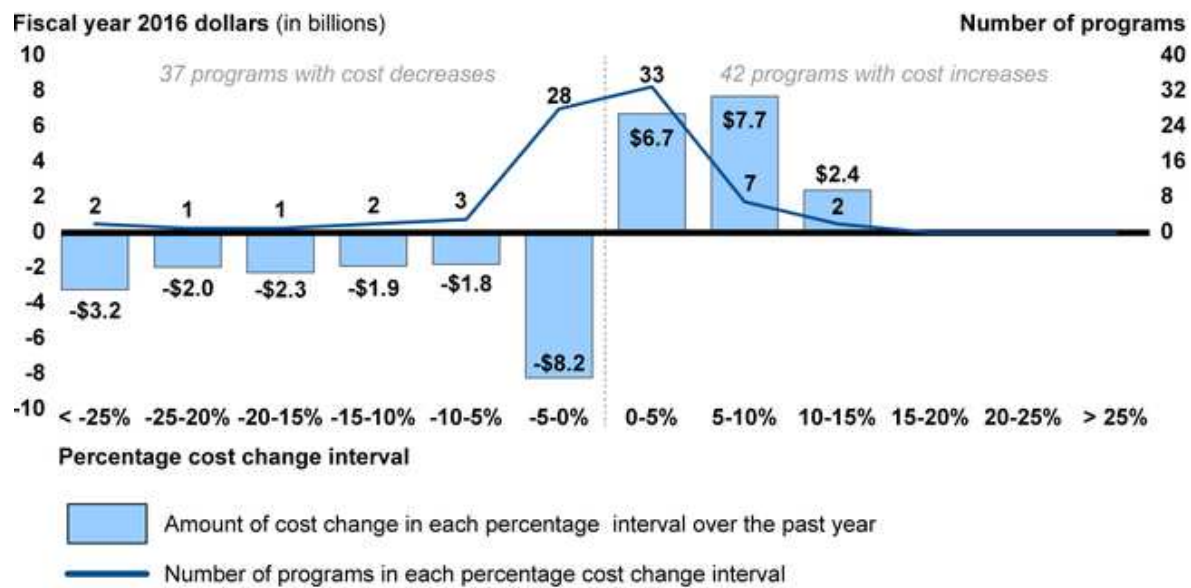 Fiscal year 2016 dollars (in billions) Number of programs
10 37 programs with cost decreases 42 programs with cost increases 40
8 28 33 32
6 $6.7 $7.7 24
4 16
2 2 1 1 2 3 7 $2.4 2 8
0 0
-2 -$3.2 -$2.0 -$2.3 -$1.9 -$1.8
-4
-6
-8 -$8.2
-10
< -25% -25-20% -20-15% -15-10% -10-5% -5-0% 0-5% 5-10% 10-15% 15-20% 20-25% > 25%
Percentage cost change interval
Amount of cost change in each percentage interval over the past year
Number of programs in each percentage cost change interval